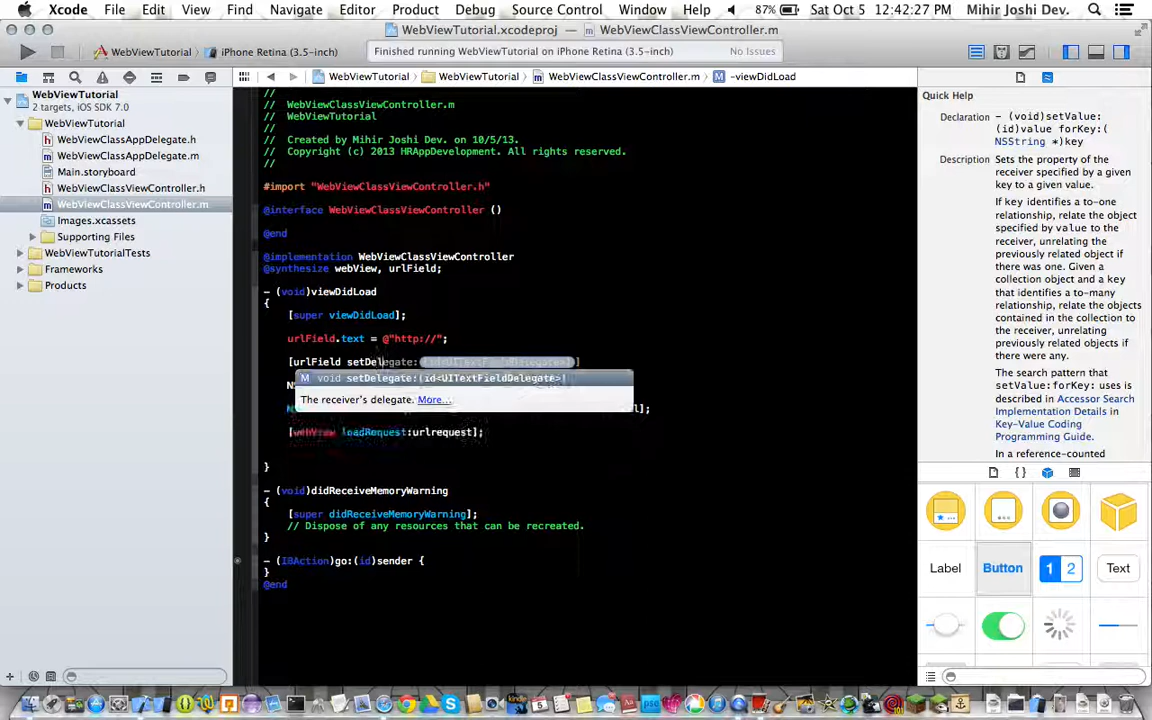 Xcode File Edit View Find Navigate Editor Product Debug Source Control Window Help 87% Sat Oct 5 12:42:27 PM Mihir Joshi Dev.
WebViewTutorial.xcodeproj — WebViewClassViewController.m
WebViewTutorial iPhone Retina (3.5-inch) Finished running WebViewTutorial on iPhone Retina (3.5-inch) No Issues
WebViewTutorial WebViewTutorial WebViewClassViewController.m M -viewDidLoad
WebViewTutorial
2 targets, iOS SDK 7.0
WebViewTutorial
h WebViewClassAppDelegate.h
m WebViewClassAppDelegate.m
Main.storyboard
h WebViewClassViewController.h
m WebViewClassViewController.m
Images.xcassets
Supporting Files
WebViewTutorialTests
Frameworks
Products
//
// WebViewClassViewController.m
// WebViewTutorial
//
// Created by Mihir Joshi Dev. on 10/5/13.
// Copyright (c) 2013 HRAppDevelopment. All rights reserved.
//
#import "WebViewClassViewController.h"
@interface WebViewClassViewController ()
@end
@implementation WebViewClassViewController
@synthesize webView, urlField;
- (void)viewDidLoad
{
[super viewDidLoad];
urlField.text = @"http://";
[urlField setDelegate:(id<UITextFieldDelegate>)]
M void setDelegate:(id<UITextFieldDelegate>)
The receiver's delegate. More...
l];
[webView loadRequest:urlrequest];
}
- (void)didReceiveMemoryWarning
{
[super didReceiveMemoryWarning];
// Dispose of any resources that can be recreated.
}
- (IBAction)go:(id)sender {
}
@end
Quick Help
Declaration - (void)setValue:
(id)value forKey:(
NSString *)key
Description Sets the property of the
receiver specified by a given
key to a given value.
If key identifies a to-one
relationship, relate the object
specified by value to the
receiver, unrelating the
previously related object if
there was one. Given a
collection object and a key
that identifies a to-many
relationship, relate the objects
contained in the collection to
the receiver, unrelating
previously related objects if
there were any.
The search pattern that
setValue:forKey: uses is
described in Accessor Search
Implementation Details in
Key-Value Coding
Programming Guide.
In a reference-counted
Label Button 1 2 Text